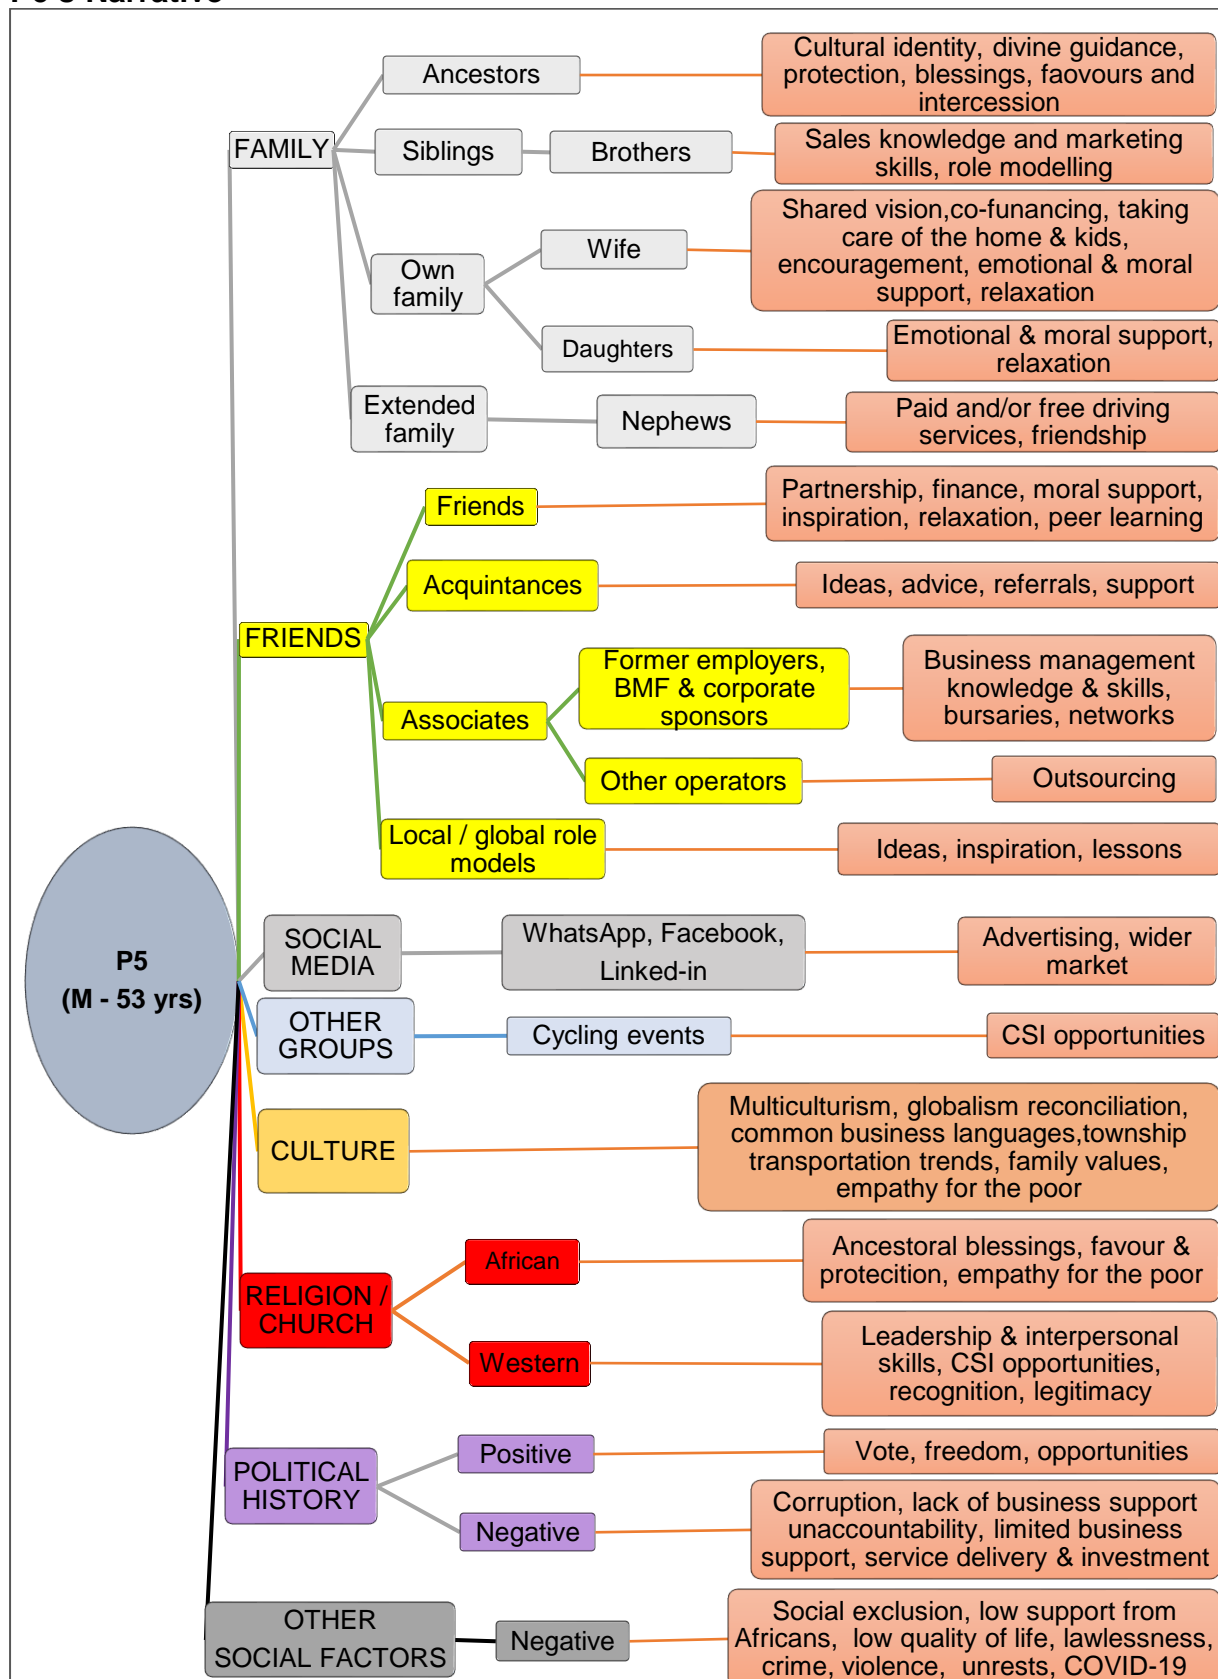 P5's Narrative
Ancestors
Cultural identity, divine guidance,
protection, blessings, faovours and
intercession
FAMILY
Siblings
Brothers
Sales knowledge and marketing
skills, role modelling
Own
family
Wife
Shared vision,co-funancing, taking
care of the home & kids,
encouragement, emotional & moral
support, relaxation
Daughters
Emotional & moral support,
relaxation
Extended
family
Nephews
Paid and/or free driving
services, friendship
Friends
Partnership, finance, moral support,
inspiration, relaxation, peer learning
Acquintances
Ideas, advice, referrals, support
FRIENDS
Associates
Former employers,
BMF & corporate
sponsors
Business management
knowledge & skills,
bursaries, networks
Other operators
Outsourcing
Local / global role
models
Ideas, inspiration, lessons
P5
(M - 53 yrs)
SOCIAL
MEDIA
WhatsApp, Facebook,
Linked-in
Advertising, wider
market
OTHER
GROUPS
Cycling events
CSI opportunities
CULTURE
Multiculturism, globalism reconciliation,
common business languages,township
transportation trends, family values,
empathy for the poor
RELIGION /
CHURCH
African
Ancestoral blessings, favour &
protecition, empathy for the poor
Western
Leadership & interpersonal
skills, CSI opportunities,
recognition, legitimacy
POLITICAL
HISTORY
Positive
Vote, freedom, opportunities
Negative
Corruption, lack of business support
unaccountability, limited business
support, service delivery & investment
OTHER
SOCIAL FACTORS
Negative
Social exclusion, low support from
Africans, low quality of life, lawlessness,
crime, violence, unrests, COVID-19